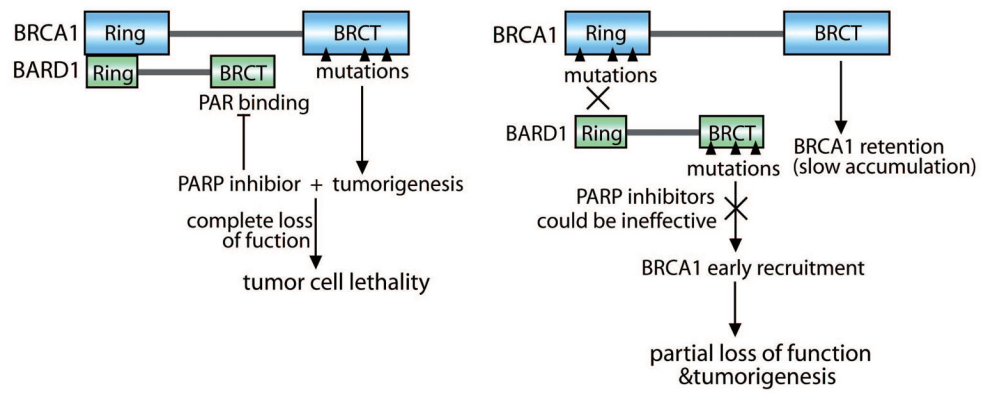 BRCA1 Ring BRCT
mutations
BARD1 Ring BRCT
PAR binding
PARP inhibior + tumorigenesis
complete loss
of fuction
tumor cell lethality
BRCA1 Ring BRCT
mutations
BARD1 Ring BRCT
mutations
BRCA1 retention
(slow accumulation)
PARP inhibitors
could be ineffective
BRCA1 early recruitment
partial loss of function
&tumorigenesis